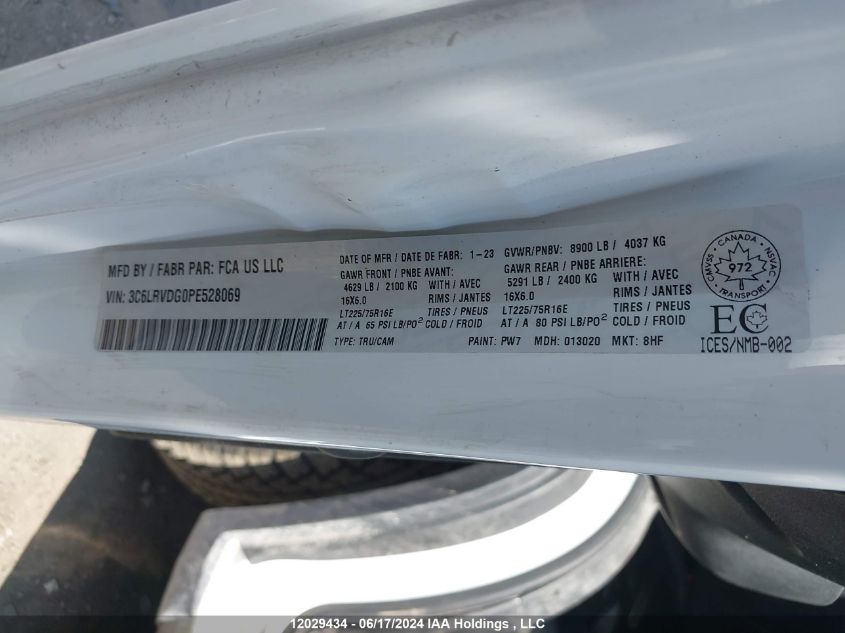 MFD BY / FABR PAR: FCA US LLC
VIN: 3C6LRVDG0PE528069
DATE OF MFR / DATE DE FABR: 1-23
GVWR/PNBV: 8900 LB / 4037 KG
GAWR FRONT / PNBE AVANT:
4629 LB / 2100 KG WITH / AVEC
16X6.0 RIMS / JANTES
LT225/75R16E TIRES / PNEUS
AT / A 65 PSI LB/PO² COLD / FROID
GAWR REAR / PNBE ARRIERE:
5291 LB / 2400 KG WITH / AVEC
16X6.0 RIMS / JANTES
LT225/75R16E TIRES / PNEUS
AT / A 80 PSI LB/PO² COLD / FROID
TYPE: TRU/CAM PAINT: PW7 MDH: 013020 MKT: 8HF
CANADA
CMVSS 972 NSVAC
TRANSPORT
EC
ICES/NMB-002
12029434 - 06/17/2024 IAA Holdings , LLC